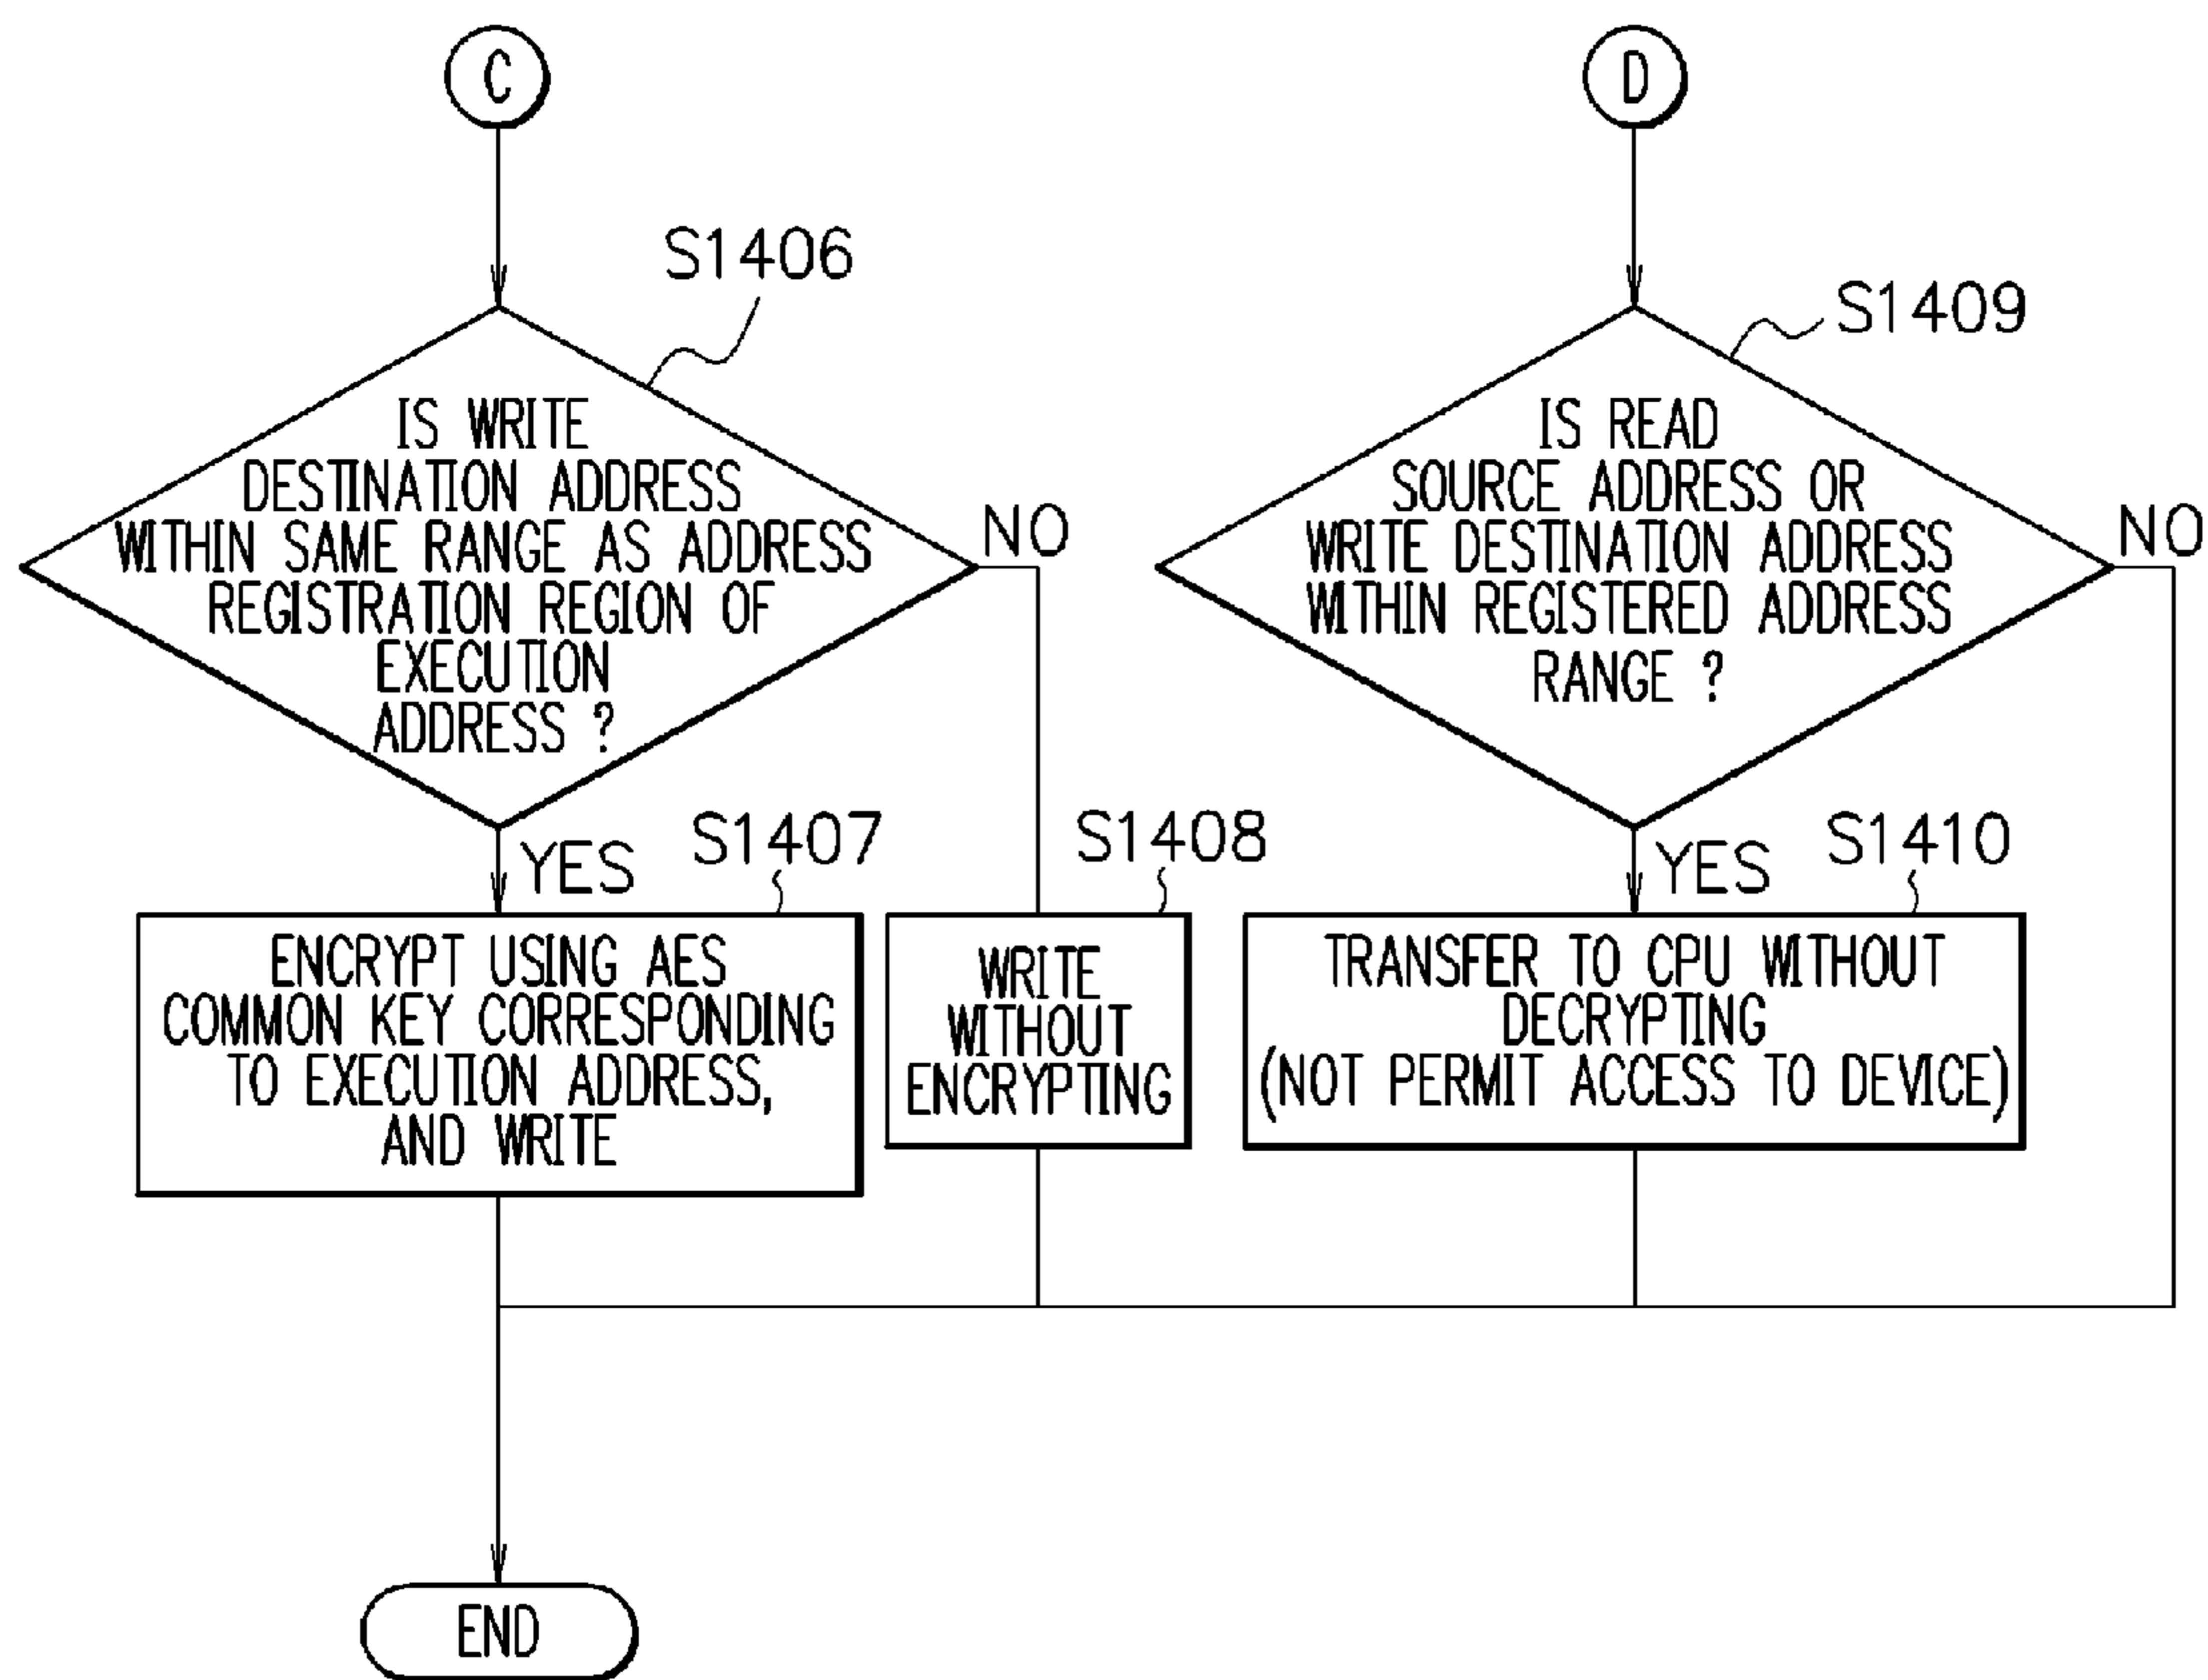 C
S1406
IS WRITE
DESTINATION ADDRESS
WITHIN SAME RANGE AS ADDRESS
REGISTRATION REGION OF
EXECUTION
ADDRESS ?
NO
YES
S1407
ENCRYPT USING AES
COMMON KEY CORRESPONDING
TO EXECUTION ADDRESS,
AND WRITE
S1408
WRITE
WITHOUT
ENCRYPTING
D
S1409
IS READ
SOURCE ADDRESS OR
WRITE DESTINATION ADDRESS
WITHIN REGISTERED ADDRESS
RANGE ?
NO
YES
S1410
TRANSFER TO CPU WITHOUT
DECRYPTING
(NOT PERMIT ACCESS TO DEVICE)
END